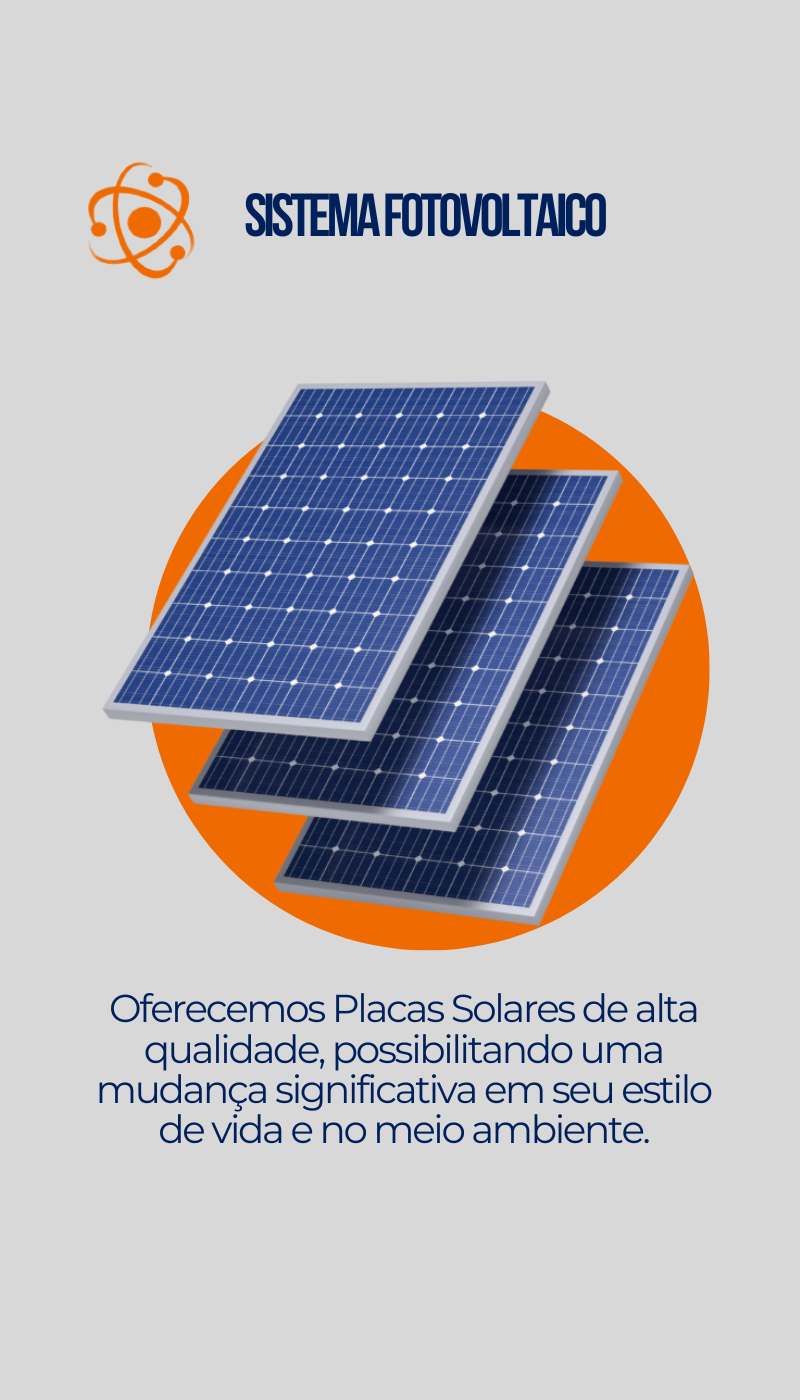 SISTEMA FOTOVOLTAICO
Oferecemos Placas Solares de alta
qualidade, possibilitando uma
mudança significativa em seu estilo
de vida e no meio ambiente.